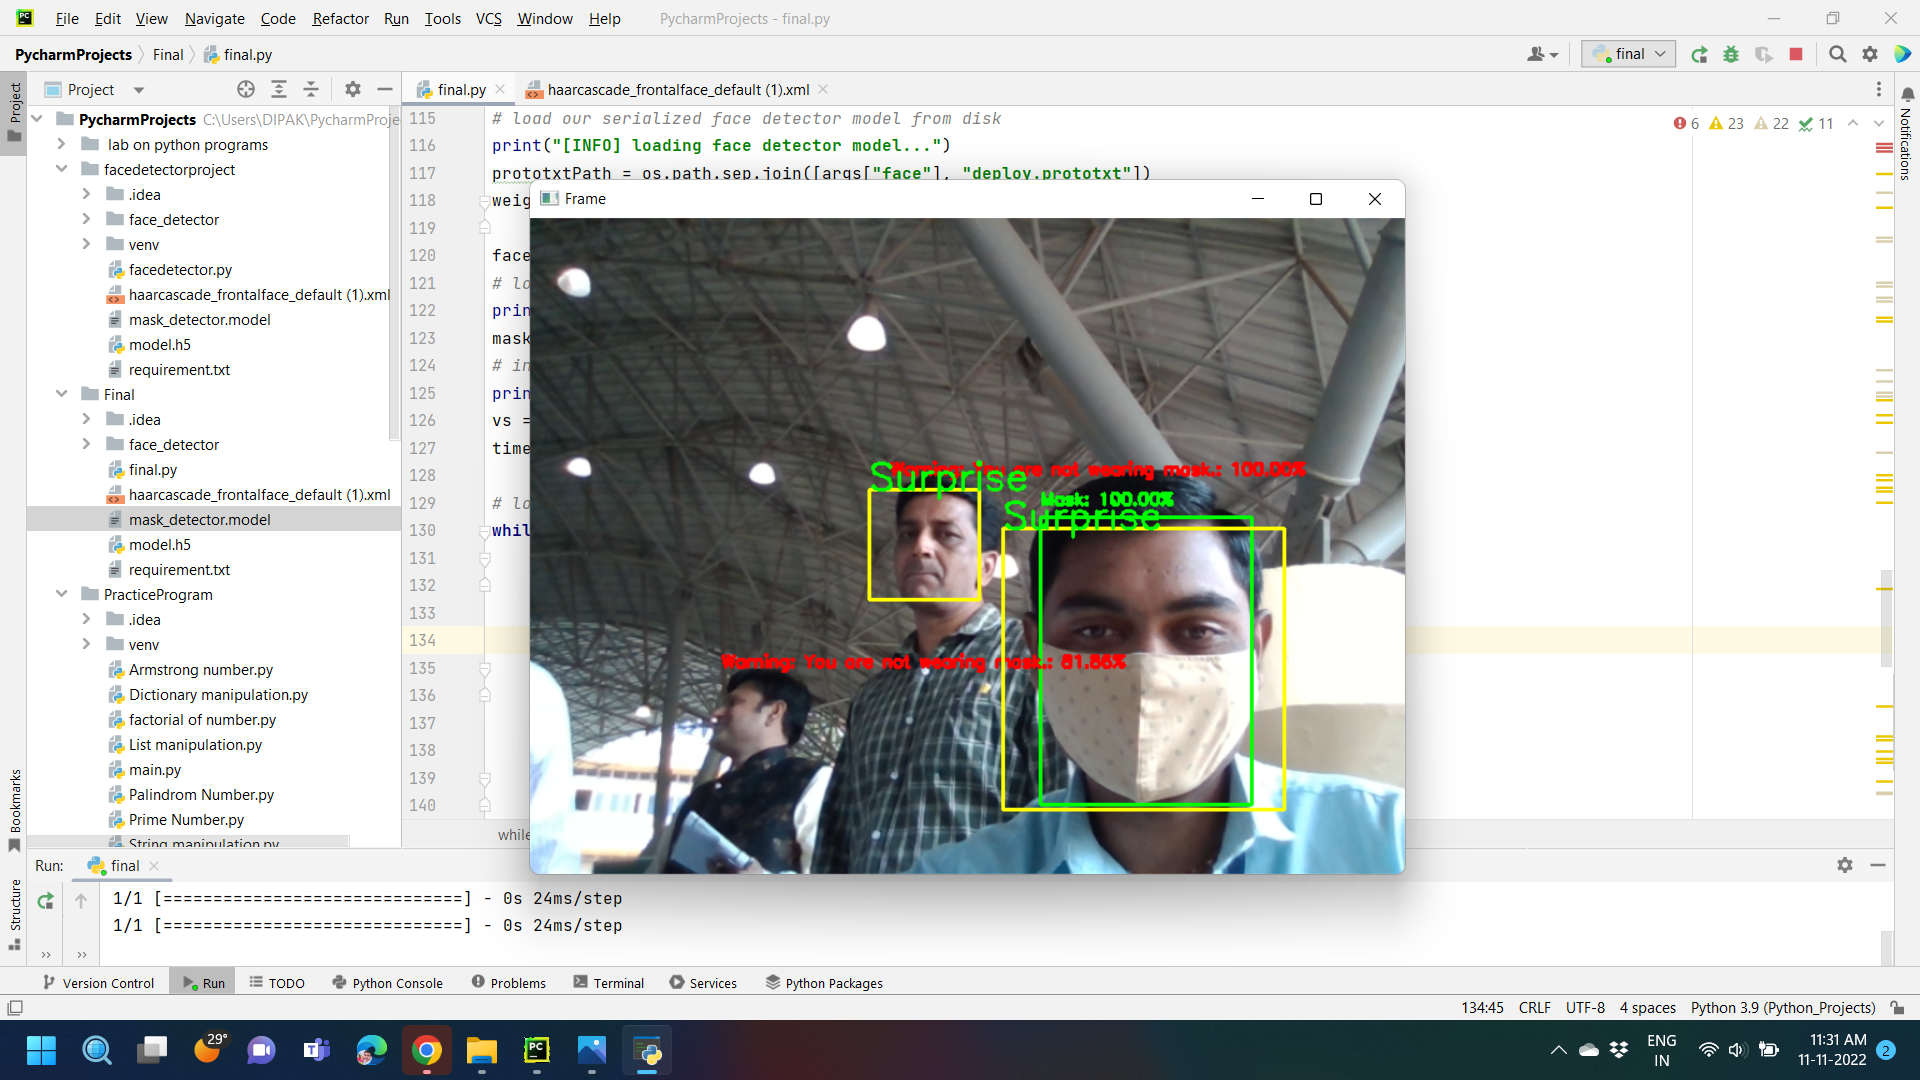 File Edit View Navigate Code Refactor Run Tools VCS Window Help PycharmProjects - final.py
PycharmProjects Final final.py
final
Project
final.py
haarcascade_frontalface_default (1).xml
Project
PycharmProjects C:\Users\DIPAK\PycharmProje
lab on python programs
facedetectorproject
.idea
face_detector
venv
facedetector.py
haarcascade_frontalface_default (1).xml
mask_detector.model
model.h5
requirement.txt
Final
.idea
face_detector
final.py
haarcascade_frontalface_default (1).xml
mask_detector.model
model.h5
requirement.txt
PracticeProgram
.idea
venv
Armstrong number.py
Dictionary manipulation.py
factorial of number.py
List manipulation.py
main.py
Palindrom Number.py
Prime Number.py
String manipulation.py
Bookmarks
Structure
Notifications
6 23 22 11
115 # load our serialized face detector model from disk
116 print("[INFO] loading face detector model...")
117 prototxtPath = os.path.sep.join([args["face"], "deploy.prototxt"])
118 weig
119
120 face
121 # lo
122 prin
123 mask
124 # in
125 prin
126 vs =
127 time
128
129 # lo
130 whil
131
132
133
134
135
136
137
138
139
140
while
Frame
Surprise
Warning: You are not wearing mask.: 100.00%
Mask: 100.00%
Surprise
Warning: You are not wearing mask.: 81.86%
Run: final
1/1 [==============================] - 0s 24ms/step
1/1 [==============================] - 0s 24ms/step
Version Control Run TODO Python Console Problems Terminal Services Python Packages
134:45 CRLF UTF-8 4 spaces Python 3.9 (Python_Projects)
29°
PC
ENG
IN
11:31 AM
11-11-2022
2